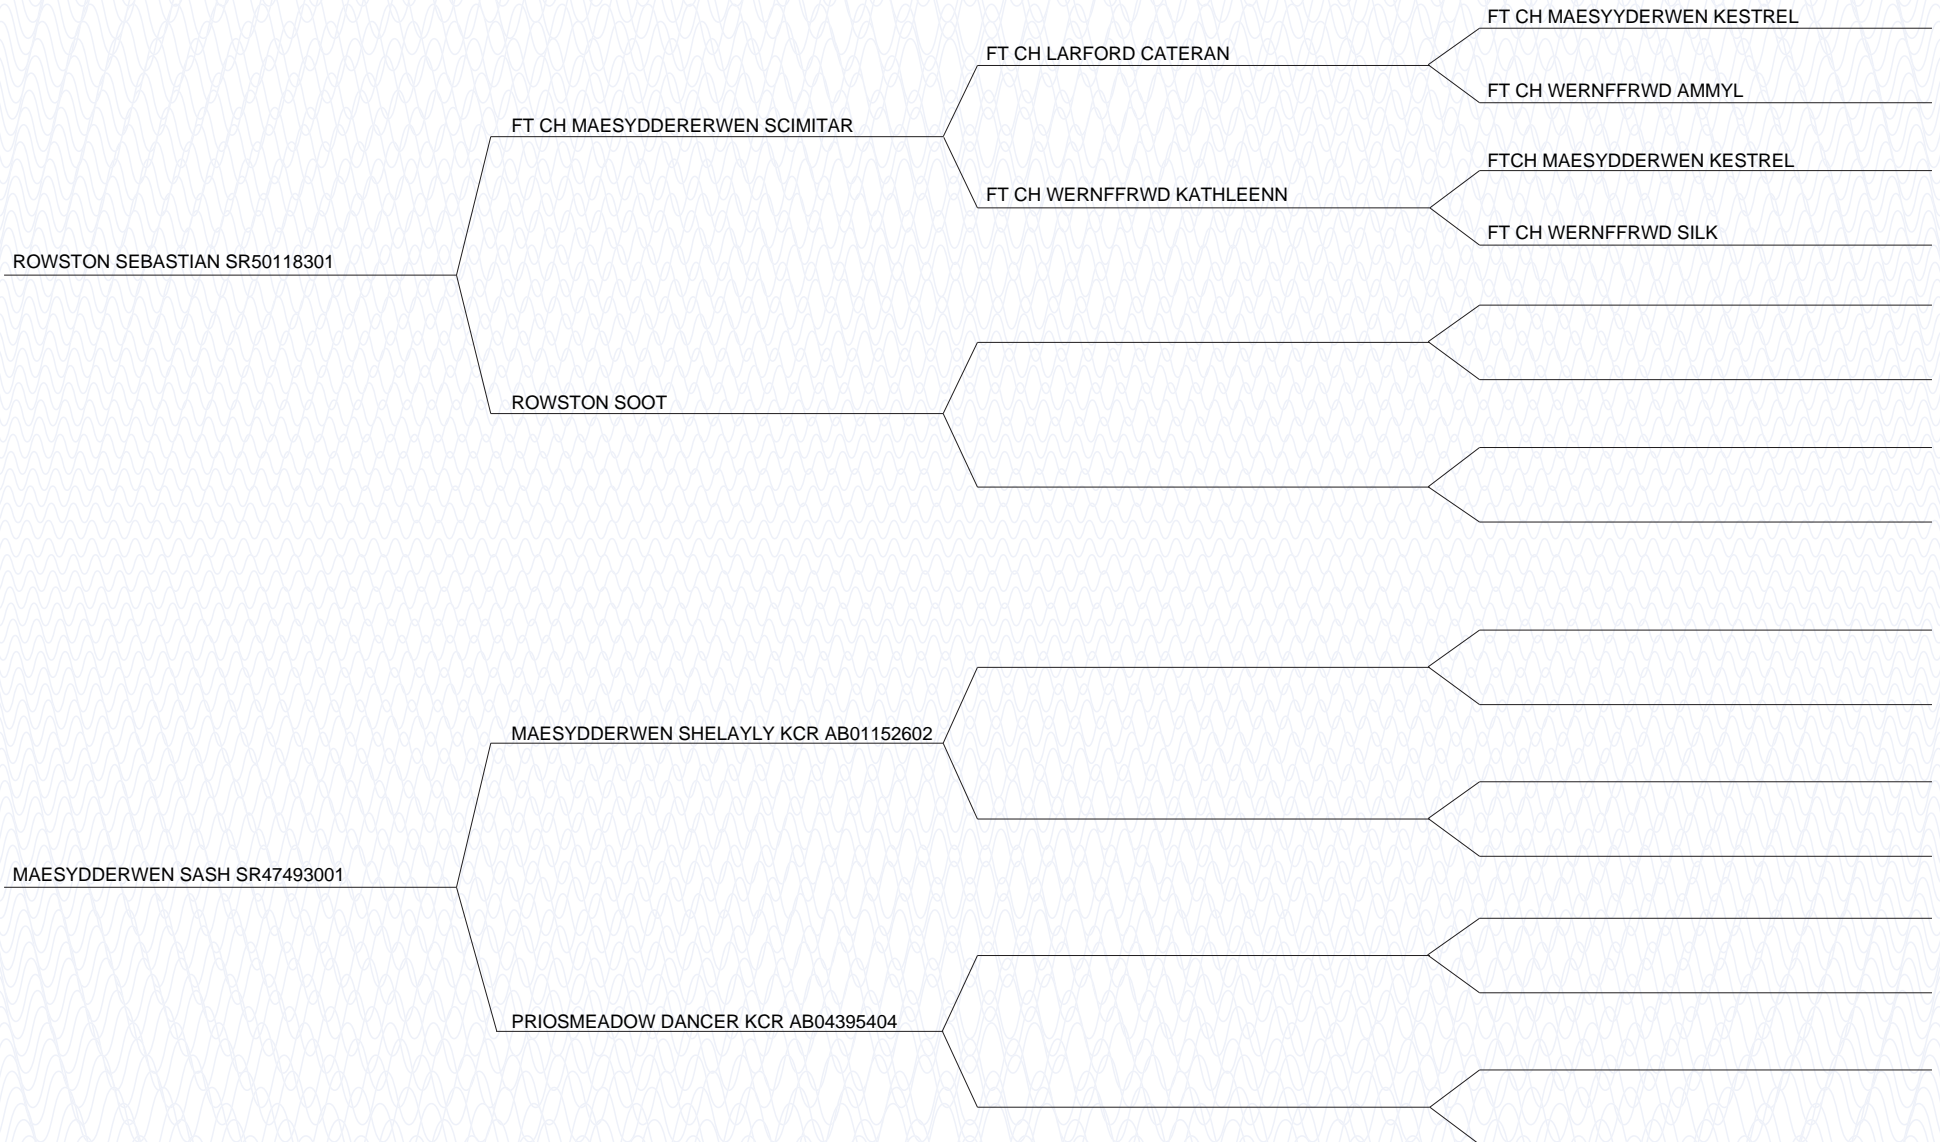 FT CH MAESYYDERWEN KESTREL
FT CH LARFORD CATERAN
FT CH WERNFFRWD AMMYL
FT CH MAESYDDERERWEN SCIMITAR
FTCH MAESYDDERWEN KESTREL
FT CH WERNFFRWD KATHLEENN
FT CH WERNFFRWD SILK
ROWSTON SEBASTIAN SR50118301
ROWSTON SOOT
MAESYDDERWEN SHELAYLY KCR AB01152602
MAESYDDERWEN SASH SR47493001
PRIOSMEADOW DANCER KCR AB04395404